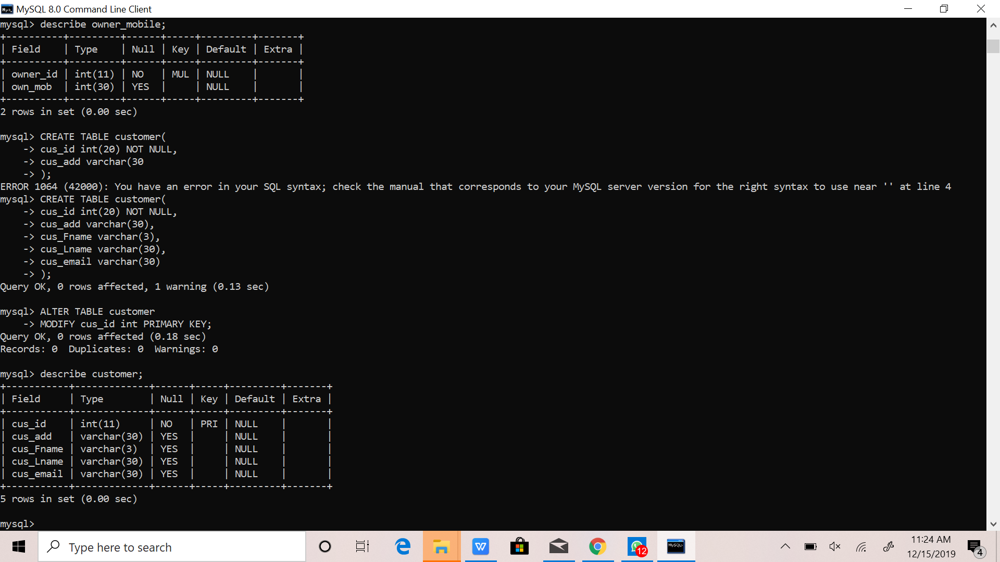 MySQL 8.0 Command Line Client
mysql> describe owner_mobile;
+----------+---------+------+-----+---------+-------+
| Field    | Type    | Null | Key | Default | Extra |
+----------+---------+------+-----+---------+-------+
| owner_id | int(11) | NO   | MUL | NULL    |       |
| own_mob  | int(30) | YES  |     | NULL    |       |
+----------+---------+------+-----+---------+-------+
2 rows in set (0.00 sec)
mysql> CREATE TABLE customer(
    -> cus_id int(20) NOT NULL,
    -> cus_add varchar(30
    -> );
ERROR 1064 (42000): You have an error in your SQL syntax; check the manual that corresponds to your MySQL server version for the right syntax to use near '' at line 4
mysql> CREATE TABLE customer(
    -> cus_id int(20) NOT NULL,
    -> cus_add varchar(30),
    -> cus_Fname varchar(3),
    -> cus_Lname varchar(30),
    -> cus_email varchar(30)
    -> );
Query OK, 0 rows affected, 1 warning (0.13 sec)
mysql> ALTER TABLE customer
    -> MODIFY cus_id int PRIMARY KEY;
Query OK, 0 rows affected (0.18 sec)
Records: 0  Duplicates: 0  Warnings: 0
mysql> describe customer;
+-----------+-------------+------+-----+---------+-------+
| Field     | Type        | Null | Key | Default | Extra |
+-----------+-------------+------+-----+---------+-------+
| cus_id    | int(11)     | NO   | PRI | NULL    |       |
| cus_add   | varchar(30) | YES  |     | NULL    |       |
| cus_Fname | varchar(3)  | YES  |     | NULL    |       |
| cus_Lname | varchar(30) | YES  |     | NULL    |       |
| cus_email | varchar(30) | YES  |     | NULL    |       |
+-----------+-------------+------+-----+---------+-------+
5 rows in set (0.00 sec)
mysql>
Type here to search
12
MySQL
11:24 AM
12/15/2019
4